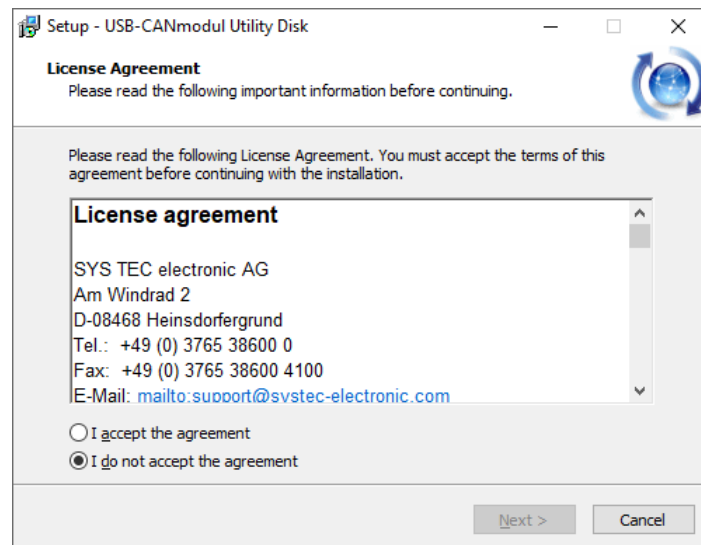 Setup - USB-CANmodul Utility Disk
License Agreement
Please read the following important information before continuing.
Please read the following License Agreement. You must accept the terms of this
agreement before continuing with the installation.
License agreement
SYS TEC electronic AG
Am Windrad 2
D-08468 Heinsdorfergrund
Tel.: +49 (0) 3765 38600 0
Fax: +49 (0) 3765 38600 4100
E-Mail: mailto:support@systec-electronic.com
I accept the agreement
I do not accept the agreement
Next >
Cancel